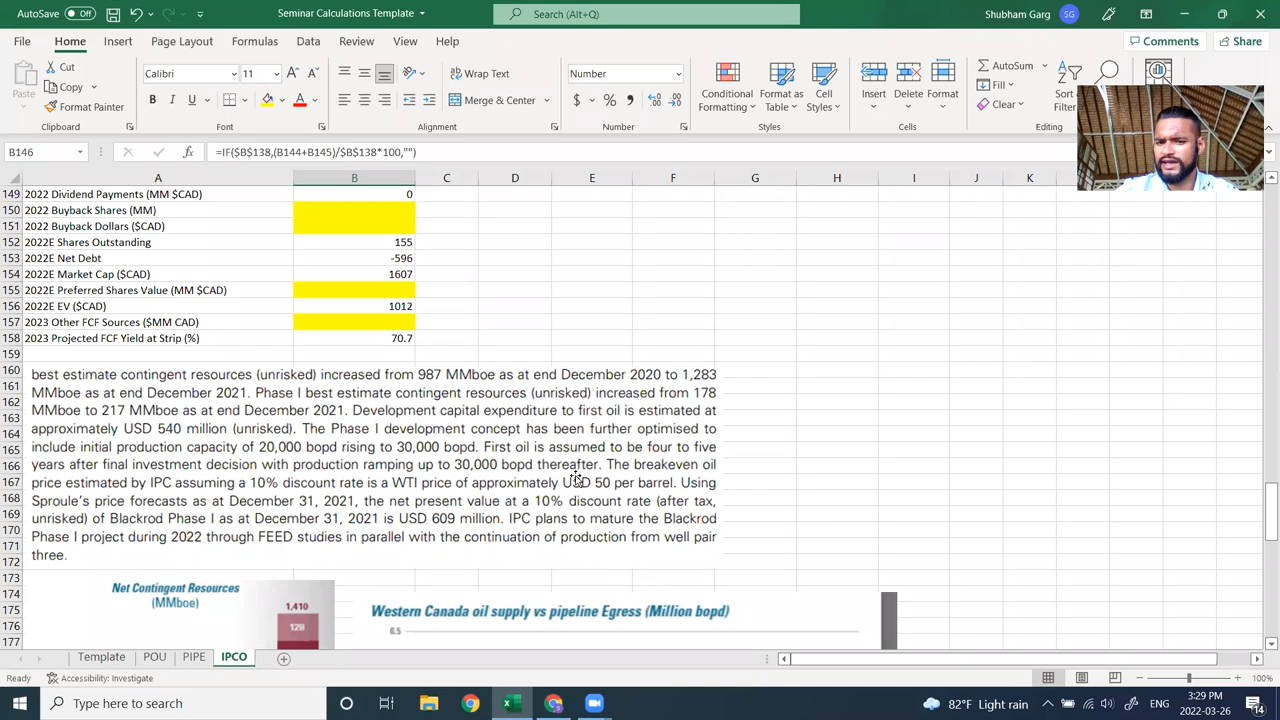 AutoSave Off Seminar Calculations Template Search (Alt+Q) Shubham Garg SG
File Home Insert Page Layout Formulas Data Review View Help Comments Share
Paste Cut Copy Format Painter Clipboard
Calibri 11 A A B I U A Font
Wrap Text Merge & Center Alignment
Number $ % 9 Number
Conditional Formatting Format as Table Cell Styles Styles
Insert Delete Format Cells
AutoSum Fill Clear Sort Editing
B146 fx =IF($B$138,(B144+B145)/$B$138*100,"")
A B C D E F G H I J K
149 2022 Dividend Payments (MM $CAD) 0
150 2022 Buyback Shares (MM)
151 2022 Buyback Dollars ($CAD)
152 2022E Shares Outstanding 155
153 2022E Net Debt -596
154 2022E Market Cap ($CAD) 1607
155 2022E Preferred Shares Value (MM $CAD)
156 2022E EV ($CAD) 1012
157 2023 Other FCF Sources ($MM CAD)
158 2023 Projected FCF Yield at Strip (%) 70.7
159
160
161
162
163
164
165
166
167
168
169
170
171
172
173
174
175
176
177
best estimate contingent resources (unrisked) increased from 987 MMboe as at end December 2020 to 1,283
MMboe as at end December 2021. Phase I best estimate contingent resources (unrisked) increased from 178
MMboe to 217 MMboe as at end December 2021. Development capital expenditure to first oil is estimated at
approximately USD 540 million (unrisked). The Phase I development concept has been further optimised to
include initial production capacity of 20,000 bopd rising to 30,000 bopd. First oil is assumed to be four to five
years after final investment decision with production ramping up to 30,000 bopd thereafter. The breakeven oil
price estimated by IPC assuming a 10% discount rate is a WTI price of approximately USD 50 per barrel. Using
Sproule's price forecasts as at December 31, 2021, the net present value at a 10% discount rate (after tax,
unrisked) of Blackrod Phase I as at December 31, 2021 is USD 609 million. IPC plans to mature the Blackrod
Phase I project during 2022 through FEED studies in parallel with the continuation of production from well pair
three.
Net Contingent Resources
(MMboe)
1,410
128
Western Canada oil supply vs pipeline Egress (Million bopd)
6.5
Template POU PIPE IPCO
Ready Accessibility: Investigate 100%
Type here to search 82°F Light rain ENG 3:29 PM 2022-03-26 14